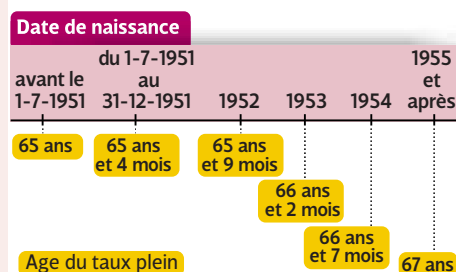 Date de naissance
avant le
1-7-1951
du 1-7-1951
au
31-12-1951
1952
1953
1954
1955
et
après
65 ans
65 ans
et 4 mois
65 ans
et 9 mois
66 ans
et 2 mois
66 ans
et 7 mois
67 ans
Age du taux plein